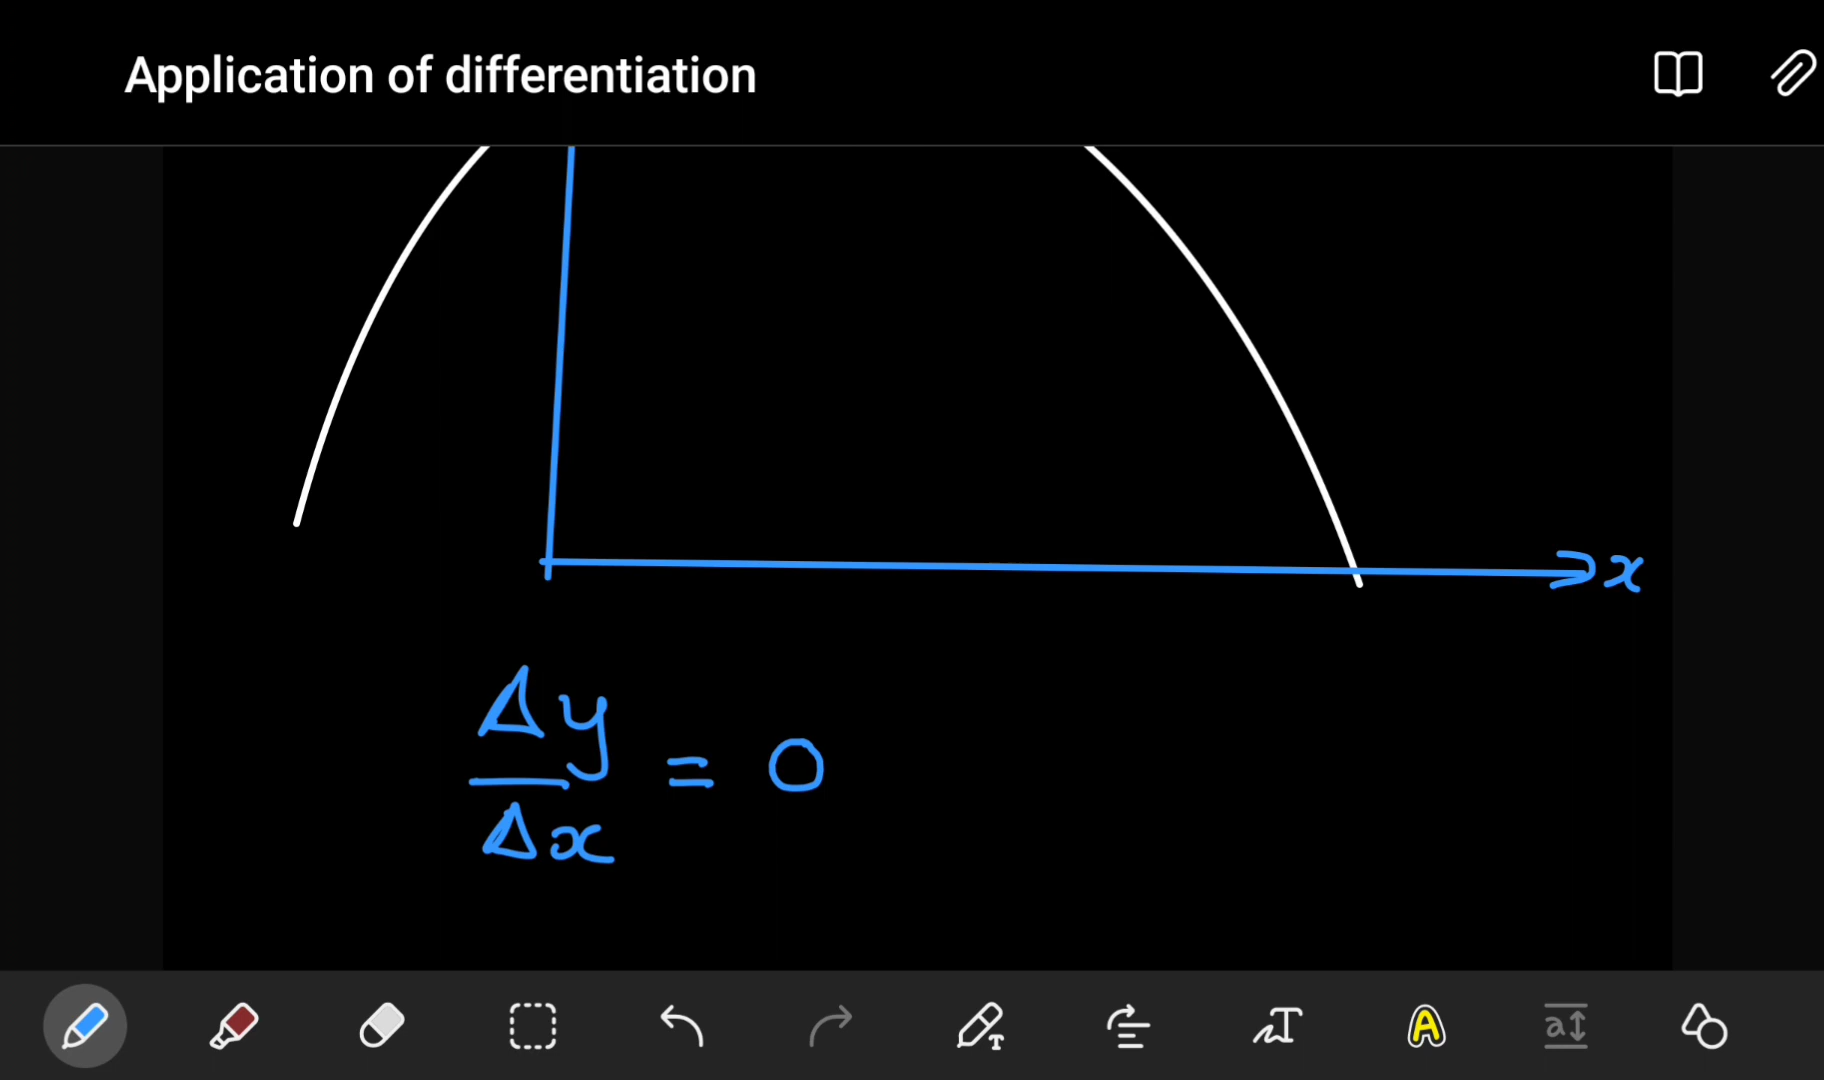 Application of differentiation
x
Δy
= 0
Δx
T
T
A
a